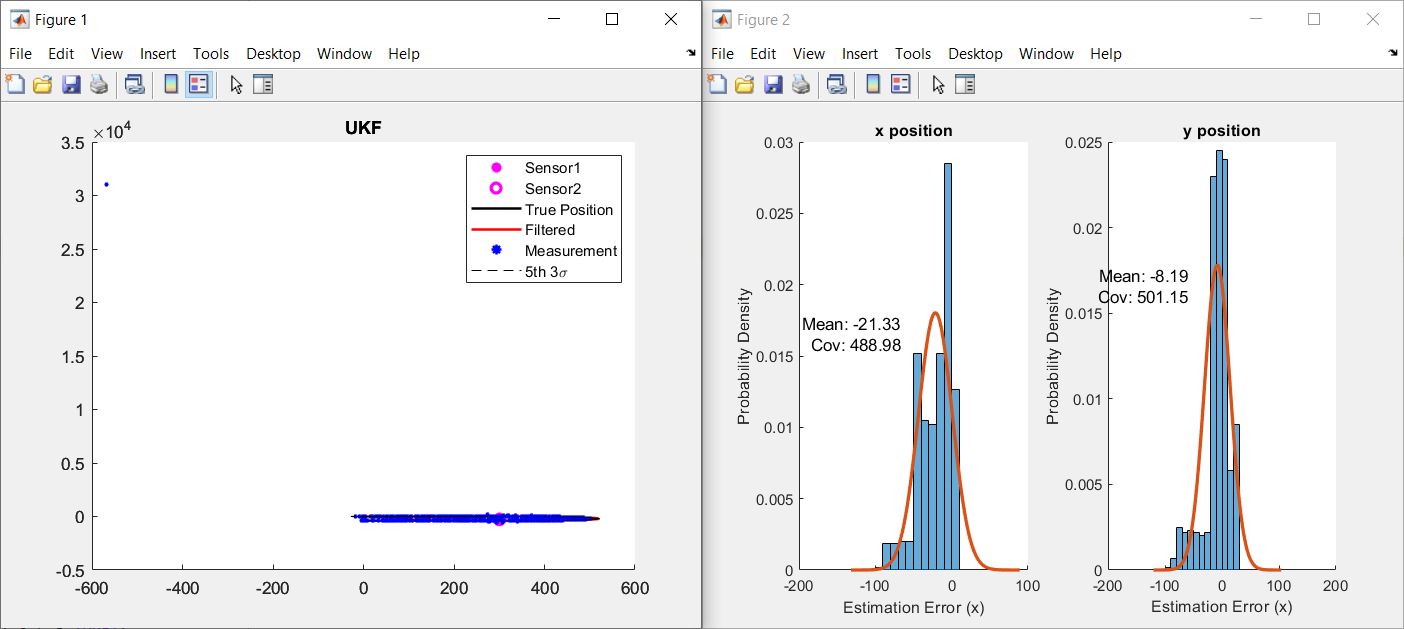 Figure 1
File Edit View Insert Tools Desktop Window Help
UKF
×10⁴
3.5
3
2.5
2
1.5
1
0.5
0
-0.5
-600 -400 -200 0 200 400 600
Sensor1
Sensor2
True Position
Filtered
Measurement
5th 3σ
Figure 2
File Edit View Insert Tools Desktop Window Help
x position
0.03
0.025
0.02
0.015
0.01
0.005
0
Probability Density
Mean: -21.33
Cov: 488.98
-200 -100 0 100
Estimation Error (x)
y position
0.025
0.02
0.015
0.01
0.005
0
Probability Density
Mean: -8.19
Cov: 501.15
-200 -100 0 100 200
Estimation Error (x)